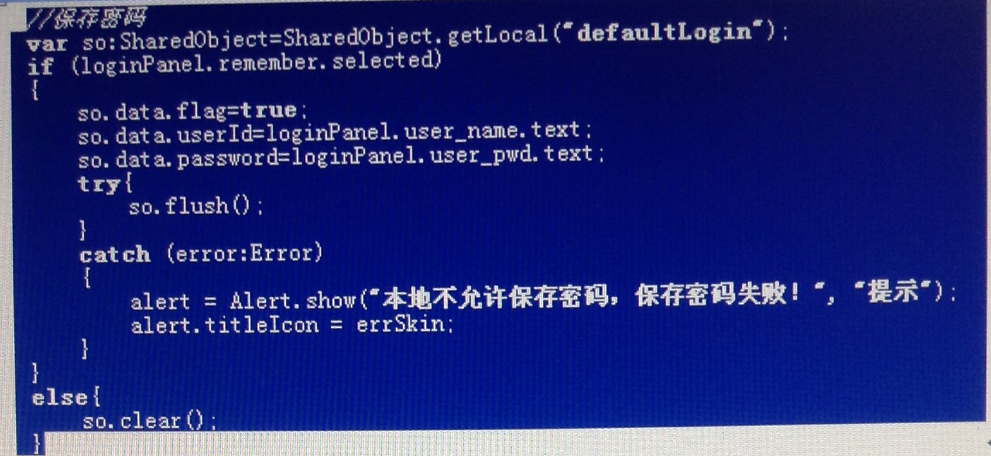 //保存密码
var so:SharedObject=SharedObject.getLocal("defaultLogin");
if (loginPanel.remember.selected)
{
so.data.flag=true;
so.data.userId=loginPanel.user_name.text;
so.data.password=loginPanel.user_pwd.text;
try{
so.flush();
}
catch (error:Error)
{
alert = Alert.show("本地不允许保存密码，保存密码失败！", "提示");
alert.titleIcon = errSkin;
}
}
else{
so.clear();
}